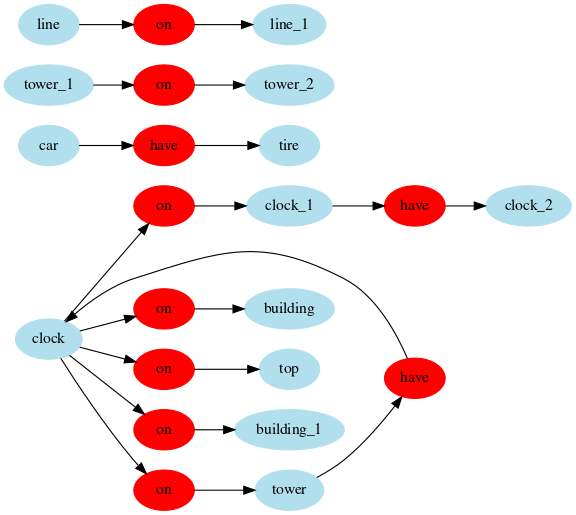 line on line_1
tower_1 on tower_2
car have tire
on clock_1 have clock_2
on building
clock
on top
have
on building_1
on tower